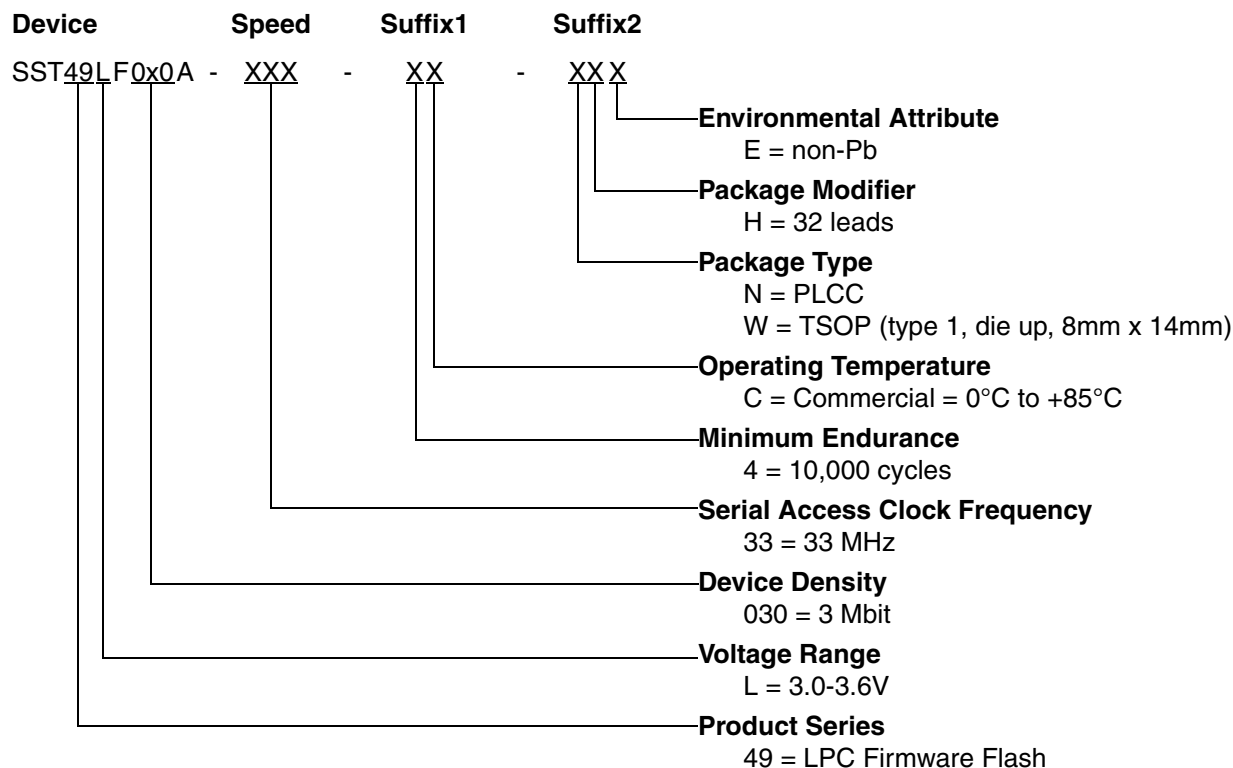 Device Speed Suffix1 Suffix2
SST49LF0x0A - XXX - XX - XX X
Environmental Attribute
E = non-Pb
Package Modifier
H = 32 leads
Package Type
N = PLCC
W = TSOP (type 1, die up, 8mm x 14mm)
Operating Temperature
C = Commercial = 0°C to +85°C
Minimum Endurance
4 = 10,000 cycles
Serial Access Clock Frequency
33 = 33 MHz
Device Density
030 = 3 Mbit
Voltage Range
L = 3.0-3.6V
Product Series
49 = LPC Firmware Flash